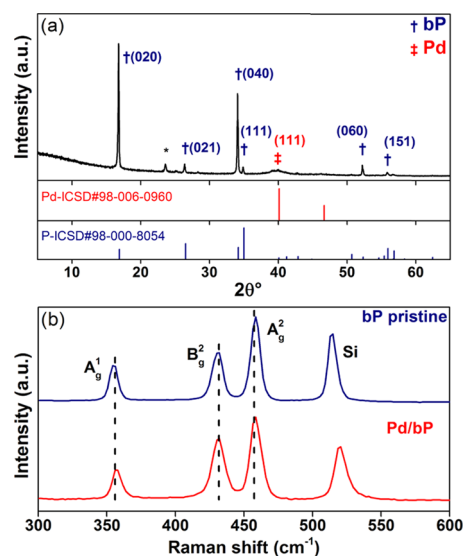 (a)
† bP
‡ Pd
†(020)
†(040)
*
†(021)
(111)
†
(111)
‡
(060)
†
(151)
†
Intensity (a.u.)
Pd-ICSD#98-006-0960
P-ICSD#98-000-8054
10 20 30 40 50 60
2θ°
(b)
bP pristine
A¹g
B²g
A²g
Si
Pd/bP
Intensity (a.u.)
300 350 400 450 500 550 600
Raman shift (cm⁻¹)